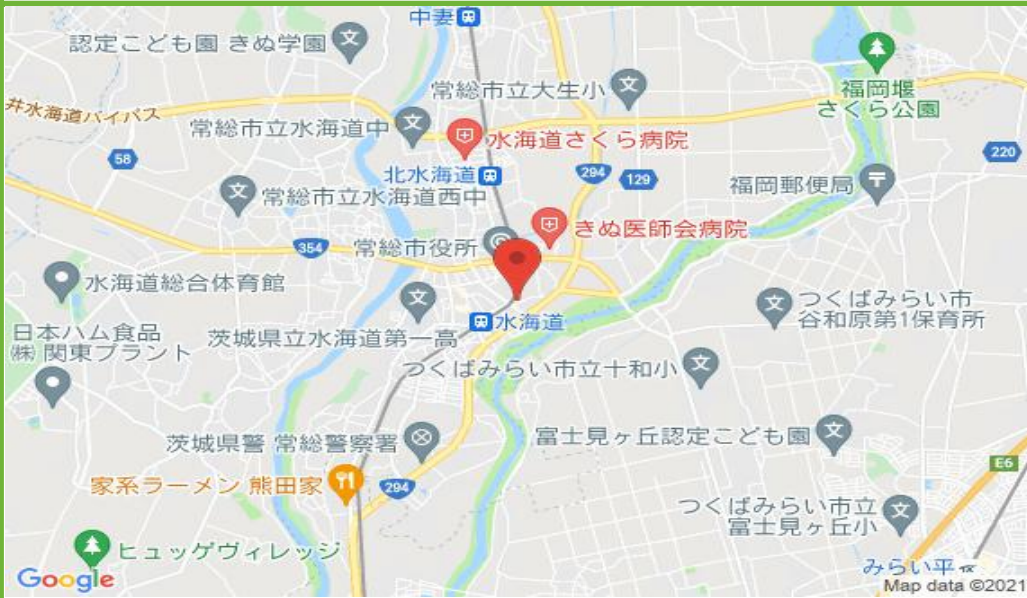 中妻
認定こども園 きぬ学園
常総市立大生小
福岡堰
さくら公園
井水海道バイパス
常総市立水海道中
水海道さくら病院
58
220
北水海道
294
129
福岡郵便局
常総市立水海道西中
きぬ医師会病院
354
常総市役所
水海道総合体育館
つくばみらい市
谷和原第1保育所
水海道
日本ハム食品
㈱ 関東プラント
茨城県立水海道第一高
つくばみらい市立十和小
茨城県警 常総警察署
富士見ヶ丘認定こども園
E6
家系ラーメン 熊田家
294
つくばみらい市立
富士見ヶ丘小
ヒュッゲヴィレッジ
みらい平
Google
Map data ©2021